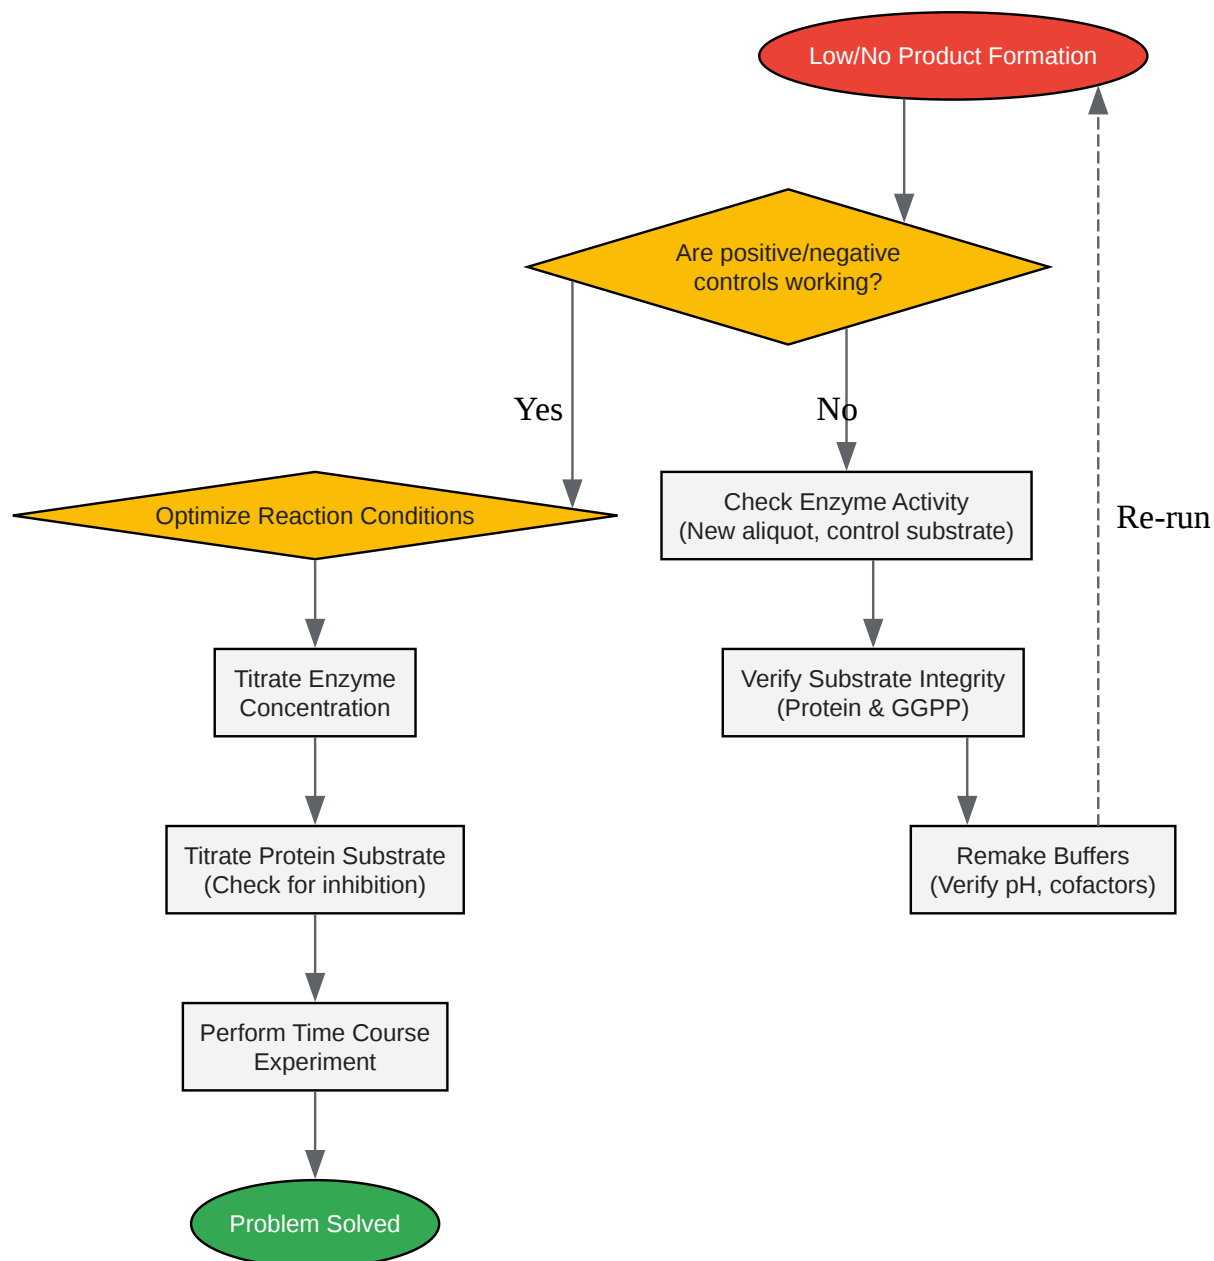 Low/No Product Formation
Are positive/negative
controls working?
Yes
No
Optimize Reaction Conditions
Check Enzyme Activity
(New aliquot, control substrate)
Re-run
Titrate Enzyme
Concentration
Verify Substrate Integrity
(Protein & GGPP)
Titrate Protein Substrate
(Check for inhibition)
Remake Buffers
(Verify pH, cofactors)
Perform Time Course
Experiment
Problem Solved